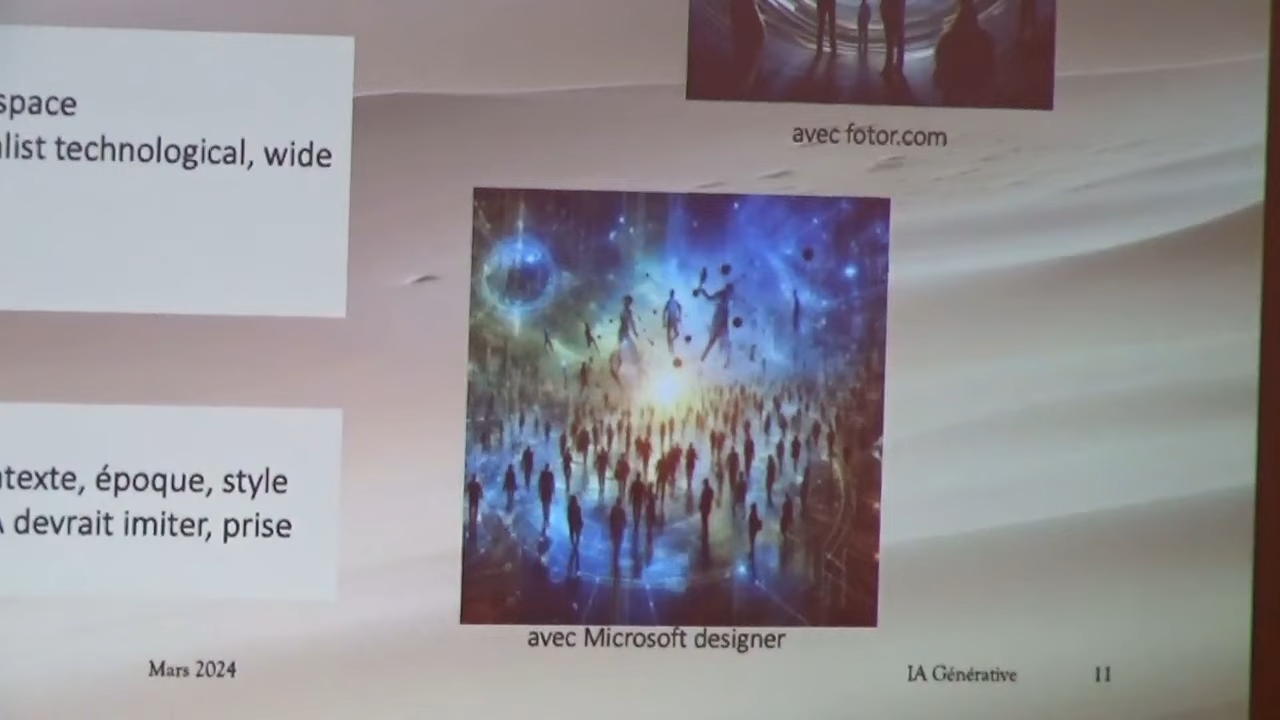 space
list technological, wide
avec fotor.com
texte, époque, style
devrait imiter, prise
avec Microsoft designer
Mars 2024
IA Générative
11